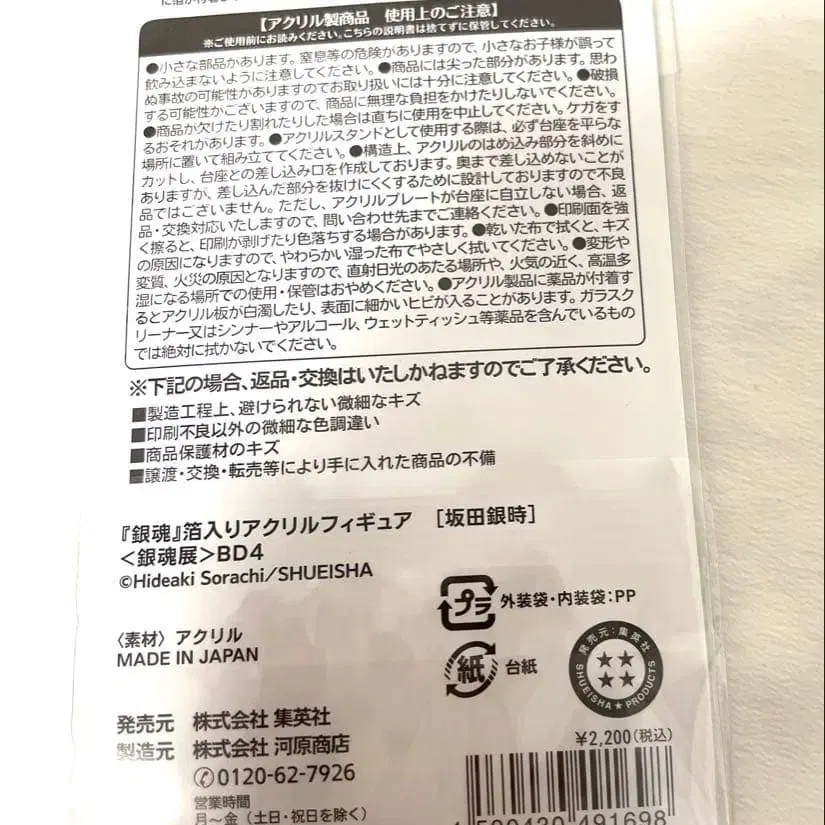 【アクリル製商品　使用上のご注意】
※ご使用前にお読みください。こちらの説明書は捨てずに保管してください。
●小さな部品があります。窒息等の危険がありますので、小さなお子様が誤って
飲み込まないように注意してください。●商品には尖った部分があります。思わ
ぬ事故の可能性がありますのでお取り扱いには十分に注意してください。●破損
する可能性がございますので、商品に無理な負担をかけたりしないでください。
●商品が欠けたり割れたりした場合は直ちに使用を中止してください。ケガをす
るおそれがあります。●アクリルスタンドとして使用する際は、必ず台座を平らな
場所に置いて組み立ててください。●構造上、アクリルのはめ込み部分を斜めに
カットし、台座との差し込み口を作成しております。奥まで差し込めないことが
ありますが、差し込んだ部分を抜けにくくするために設計しておりますので不良
品ではございません。ただし、アクリルプレートが台座に自立しない場合、返
品・交換対応いたしますので、問い合わせ先までご連絡ください。●印刷面を強
く擦ると、印刷が剥げたり色落ちする場合があります。●乾いた布で拭くと、キズ
の原因になりますので、やわらかい湿った布でやさしく拭いてください。●変形や
変質、火災の原因となりますので、直射日光のあたる場所や、火気の近く、高温多
湿になる場所での使用・保管はおやめください。●アクリル製品に薬品が付着す
るとアクリル板が白濁したり、表面に細かいヒビが入ることがあります。ガラスク
リーナー又はシンナーやアルコール、ウェットティッシュ等薬品を含んでいるもの
では絶対に拭かないでください。
※下記の場合、返品・交換はいたしかねますのでご了承ください。
■製造工程上、避けられない微細なキズ
■印刷不良以外の微細な色調違い
■商品保護材のキズ
■譲渡・交換・転売等により手に入れた商品の不備
『銀魂』箔入りアクリルフィギュア　[坂田銀時]
＜銀魂展＞BD4
©Hideaki Sorachi/SHUEISHA
プラ 外装袋・内装袋:PP
〈素材〉アクリル
MADE IN JAPAN
紙 台紙
発売元:集英社
SHUEISHA★PRODUCTS
発売元　株式会社 集英社
製造元　株式会社 河原商店
0120-62-7926
¥2,200(税込)
営業時間
月～金（土日・祝日を除く）
491698